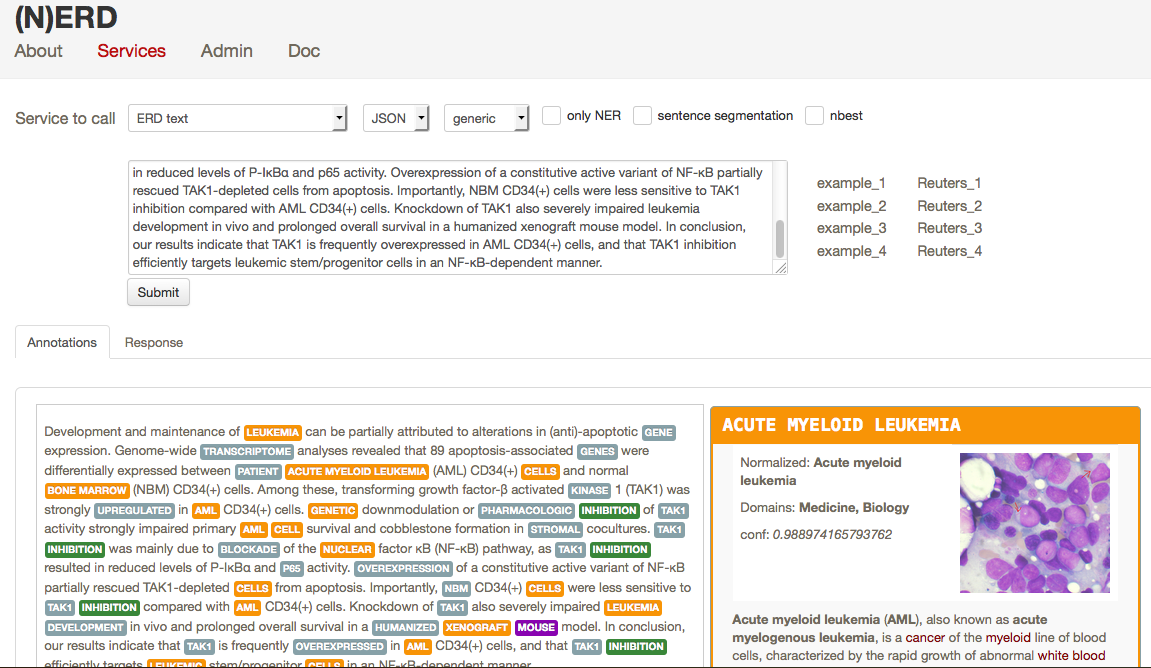 (N)ERD
About Services Admin Doc
Service to call ERD text JSON generic only NER sentence segmentation nbest
in reduced levels of P-IκBα and p65 activity. Overexpression of a constitutive active variant of NF-κB partially
rescued TAK1-depleted cells from apoptosis. Importantly, NBM CD34(+) cells were less sensitive to TAK1
inhibition compared with AML CD34(+) cells. Knockdown of TAK1 also severely impaired leukemia
development in vivo and prolonged overall survival in a humanized xenograft mouse model. In conclusion,
our results indicate that TAK1 is frequently overexpressed in AML CD34(+) cells, and that TAK1 inhibition
efficiently targets leukemic stem/progenitor cells in an NF-κB-dependent manner.
example_1 Reuters_1
example_2 Reuters_2
example_3 Reuters_3
example_4 Reuters_4
Submit
Annotations Response
Development and maintenance of LEUKEMIA can be partially attributed to alterations in (anti)-apoptotic GENE
expression. Genome-wide TRANSCRIPTOME analyses revealed that 89 apoptosis-associated GENES were
differentially expressed between PATIENT ACUTE MYELOID LEUKEMIA (AML) CD34(+) CELLS and normal
BONE MARROW (NBM) CD34(+) cells. Among these, transforming growth factor-β activated KINASE 1 (TAK1) was
strongly UPREGULATED in AML CD34(+) cells. GENETIC downmodulation or PHARMACOLOGIC INHIBITION of TAK1
activity strongly impaired primary AML CELL survival and cobblestone formation in STROMAL cocultures. TAK1
INHIBITION was mainly due to BLOCKADE of the NUCLEAR factor κB (NF-κB) pathway, as TAK1 INHIBITION
resulted in reduced levels of P-IκBα and P65 activity. OVEREXPRESSION of a constitutive active variant of NF-κB
partially rescued TAK1-depleted CELLS from apoptosis. Importantly, NBM CD34(+) CELLS were less sensitive to
TAK1 INHIBITION compared with AML CD34(+) cells. Knockdown of TAK1 also severely impaired LEUKEMIA
DEVELOPMENT in vivo and prolonged overall survival in a HUMANIZED XENOGRAFT MOUSE model. In conclusion,
our results indicate that TAK1 is frequently OVEREXPRESSED in AML CD34(+) cells, and that TAK1 INHIBITION
efficiently targets LEUKEMIC stem/progenitor CELLS in an NF-κB-dependent manner.
ACUTE MYELOID LEUKEMIA
Normalized: Acute myeloid
leukemia
Domains: Medicine, Biology
conf: 0.988974165793762
Acute myeloid leukemia (AML), also known as acute
myelogenous leukemia, is a cancer of the myeloid line of blood
cells, characterized by the rapid growth of abnormal white blood